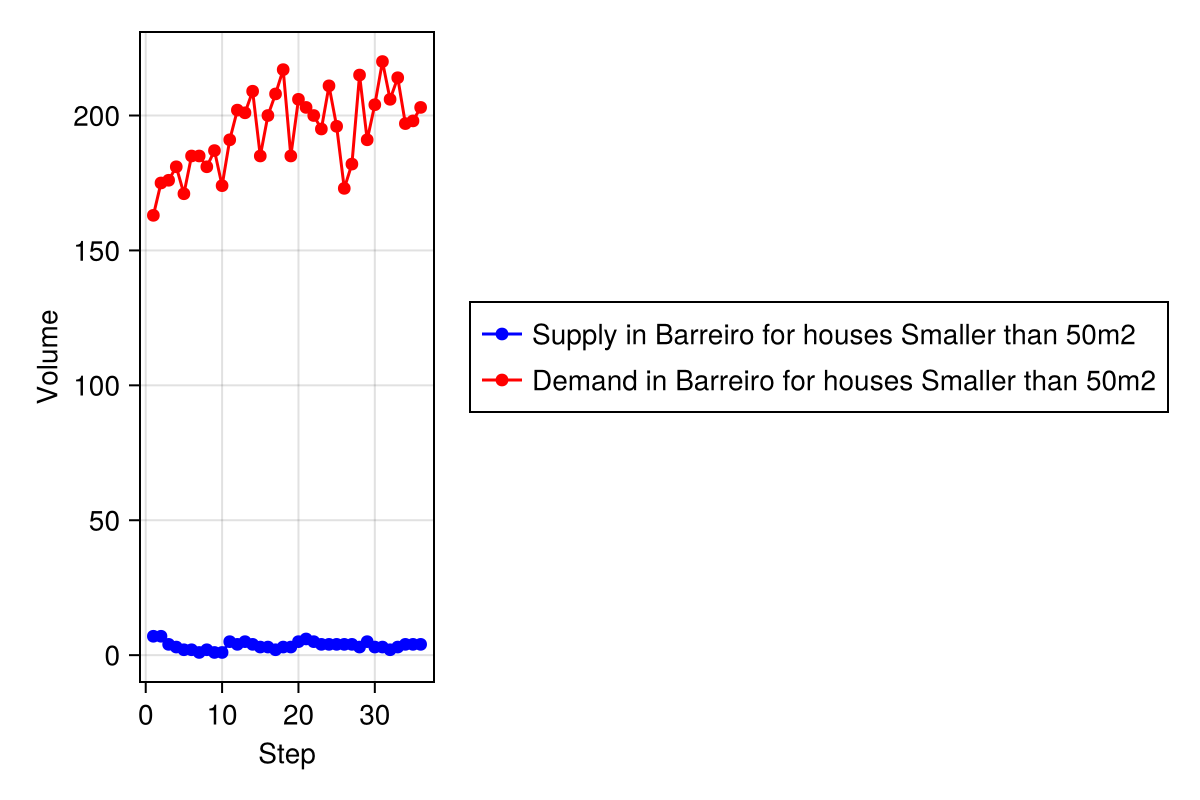 200
150
100
50
0
Volume
0 10 20 30
Step
Supply in Barreiro for houses Smaller than 50m2
Demand in Barreiro for houses Smaller than 50m2